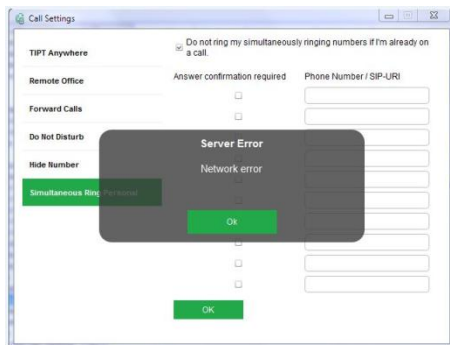 Call Settings
TIPT Anywhere
Remote Office
Forward Calls
Do Not Disturb
Hide Number
Simultaneous Ring Personal
Do not ring my simultaneously ringing numbers if I'm already on
a call.
Answer confirmation required
Phone Number / SIP-URI
Server Error
Network error
Ok
OK